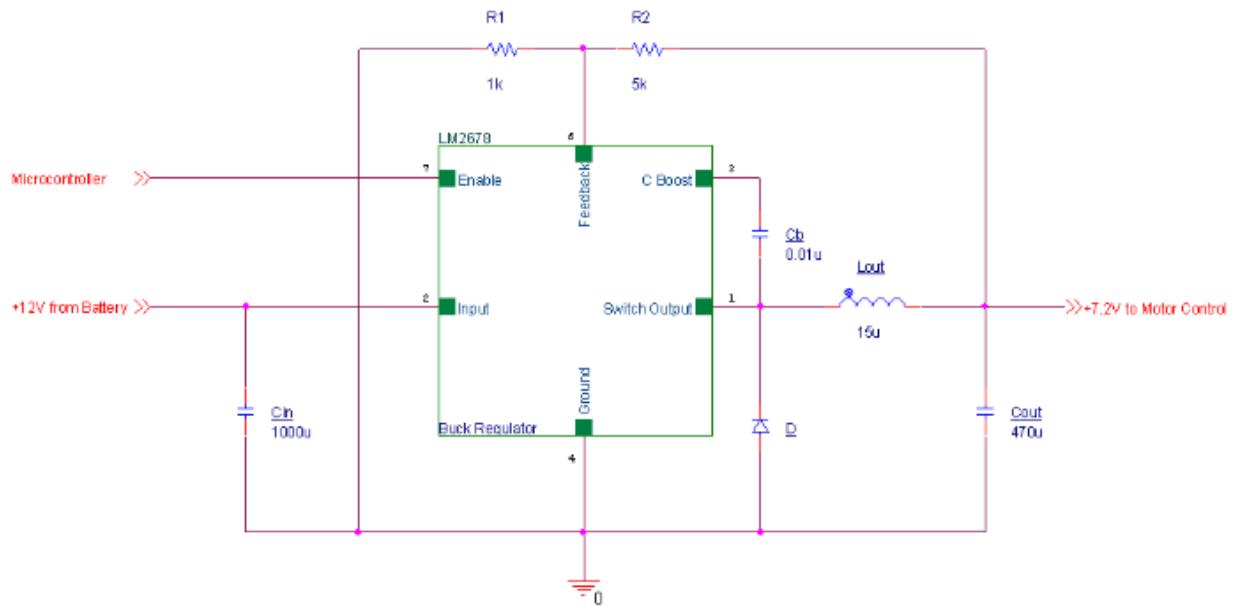 R1
R2
1k
5k
LM2678
6
Microcontroller
7
Enable
Feedback
C Boost
3
Cb
0.01u
Lout
+12V from Battery
2
Input
Switch Output
1
+7.2V to Motor Control
15u
Ground
Cin
1000u
Buck Regulator
D
Cout
470u
4
0